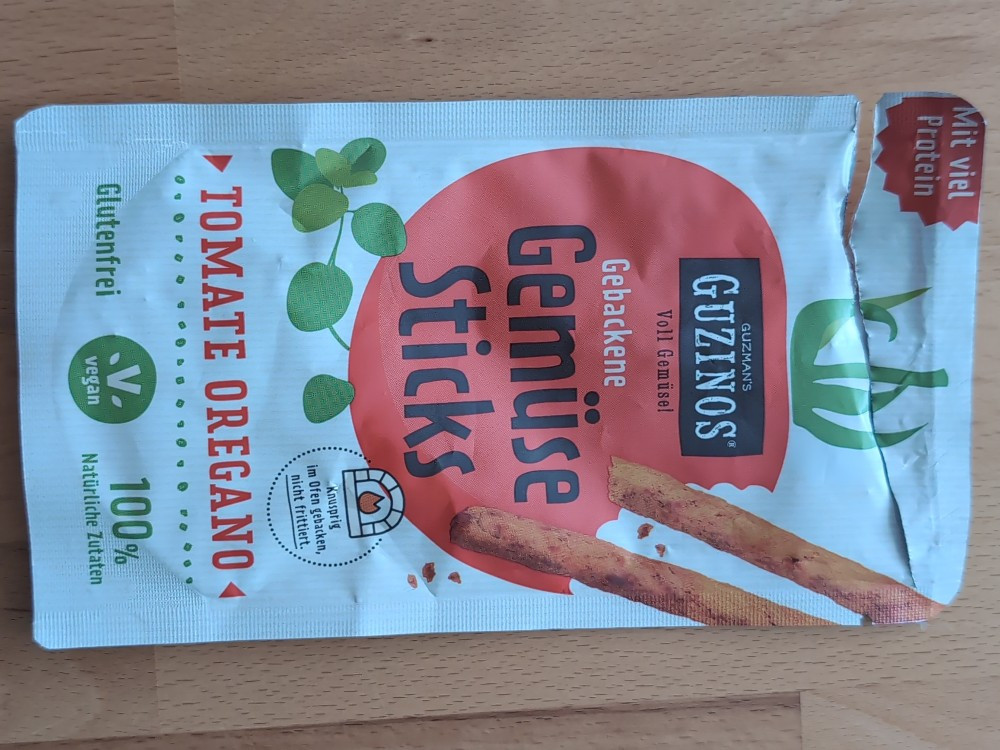 Mit viel
Protein
GUZMAN'S
GUZINOS®
Voll Gemüse!
Gebackene
Gemüse
Sticks
Knusprig
im Ofen gebacken,
nicht frittiert.
TOMATE OREGANO
Glutenfrei
vegan
100%
Natürliche Zutaten